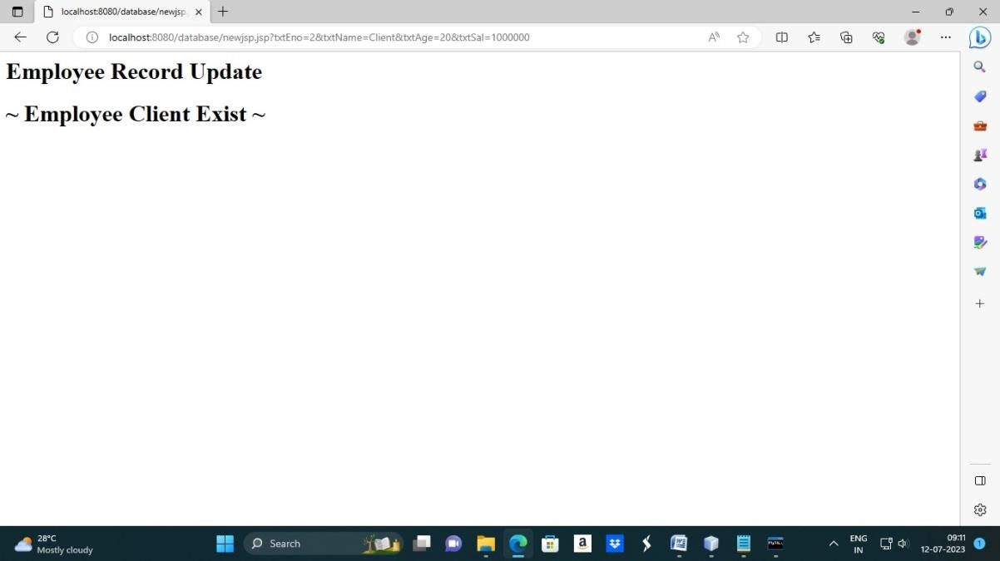 localhost:8080/database/newjsp.
localhost:8080/database/newjsp.jsp?txtEno=2&txtName=Client&txtAge=20&txtSal=1000000
Employee Record Update
~ Employee Client Exist ~
28°C
Mostly cloudy
Search
ENG
IN
09:11
12-07-2023
1